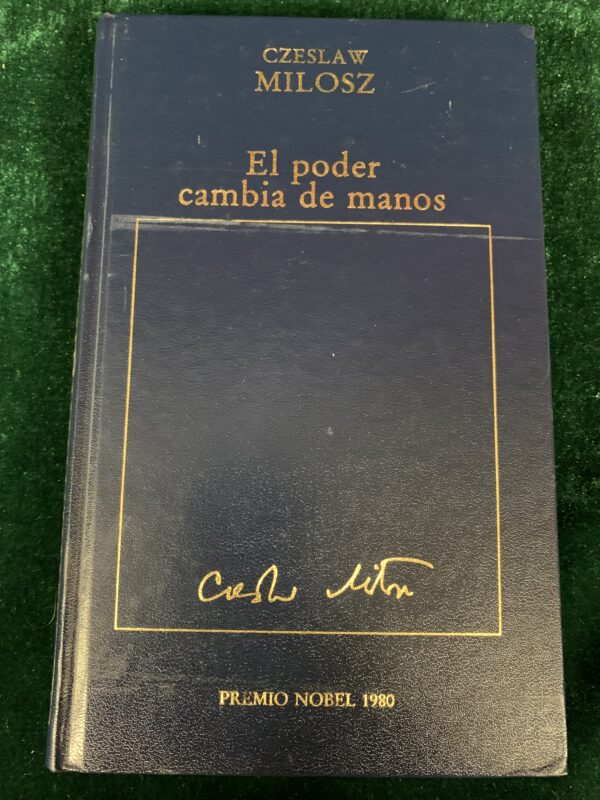 CZESLAW
MILOSZ
El poder
cambia de manos
PREMIO NOBEL 1980